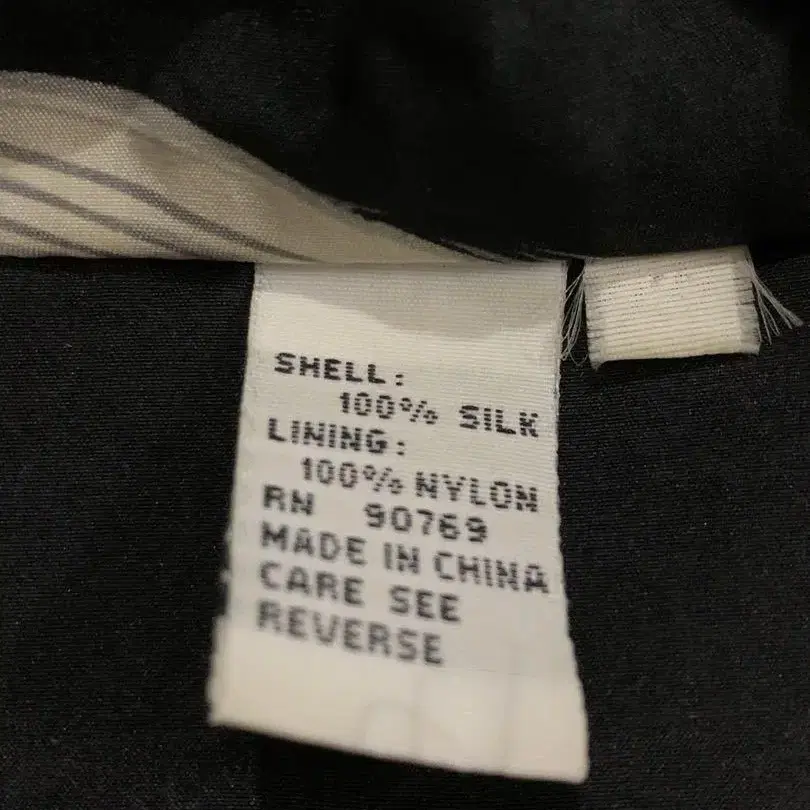 SHELL:
100% SILK
LINING:
100% NYLON
RN 90769
MADE IN CHINA
CARE SEE
REVERSE